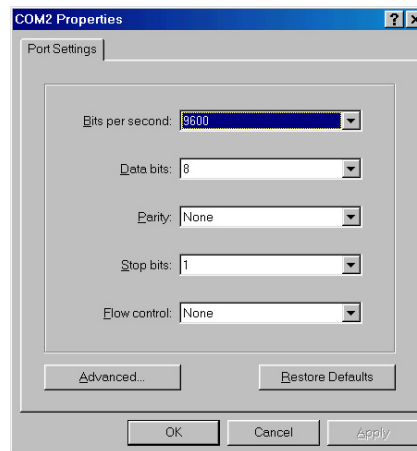 COM2 Properties
Port Settings
Bits per second: 9600
Data bits: 8
Parity: None
Stop bits: 1
Flow control: None
Advanced... Restore Defaults
OK Cancel Apply